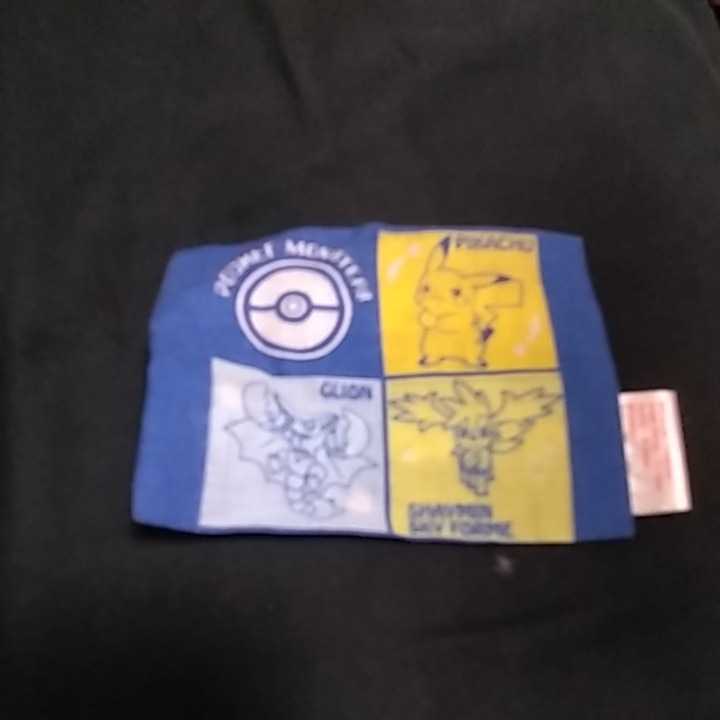 POCKET MONSTERS
PIKACHU
GLION
SHAYMIN
SKY FORME